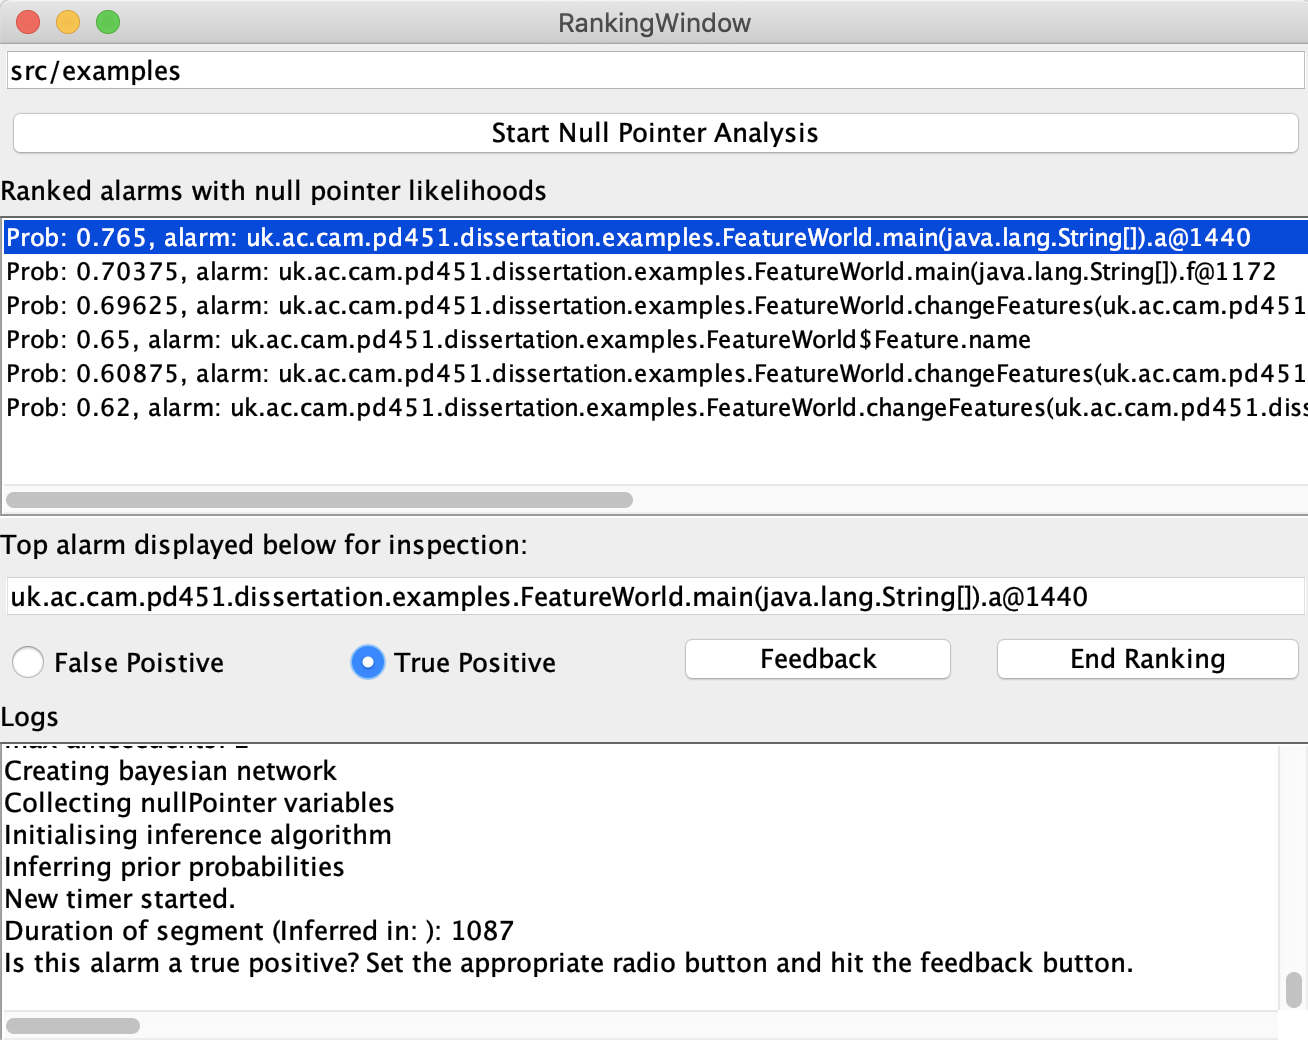 RankingWindow
src/examples
Start Null Pointer Analysis
Ranked alarms with null pointer likelihoods
Prob: 0.765, alarm: uk.ac.cam.pd451.dissertation.examples.FeatureWorld.main(java.lang.String[]).a@1440
Prob: 0.70375, alarm: uk.ac.cam.pd451.dissertation.examples.FeatureWorld.main(java.lang.String[]).f@1172
Prob: 0.69625, alarm: uk.ac.cam.pd451.dissertation.examples.FeatureWorld.changeFeatures(uk.ac.cam.pd451
Prob: 0.65, alarm: uk.ac.cam.pd451.dissertation.examples.FeatureWorld$Feature.name
Prob: 0.60875, alarm: uk.ac.cam.pd451.dissertation.examples.FeatureWorld.changeFeatures(uk.ac.cam.pd451
Prob: 0.62, alarm: uk.ac.cam.pd451.dissertation.examples.FeatureWorld.changeFeatures(uk.ac.cam.pd451.diss
Top alarm displayed below for inspection:
uk.ac.cam.pd451.dissertation.examples.FeatureWorld.main(java.lang.String[]).a@1440
False Poistive
True Positive
Feedback
End Ranking
Logs
Creating bayesian network
Collecting nullPointer variables
Initialising inference algorithm
Inferring prior probabilities
New timer started.
Duration of segment (Inferred in: ): 1087
Is this alarm a true positive? Set the appropriate radio button and hit the feedback button.